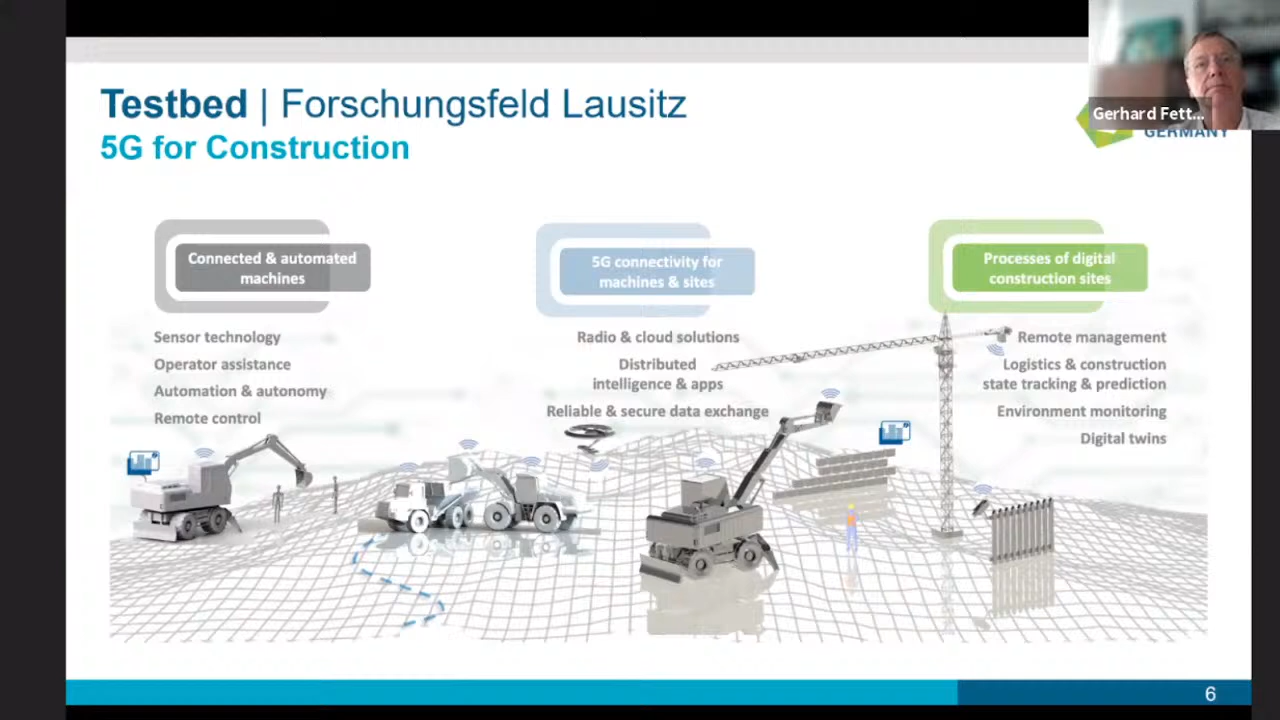 Testbed | Forschungsfeld Lausitz
5G for Construction
Gerhard Fett...
GERMANY
Connected & automated
machines
Sensor technology
Operator assistance
Automation & autonomy
Remote control
5G connectivity for
machines & sites
Radio & cloud solutions
Distributed
intelligence & apps
Reliable & secure data exchange
Processes of digital
construction sites
Remote management
Logistics & construction
state tracking & prediction
Environment monitoring
Digital twins
6